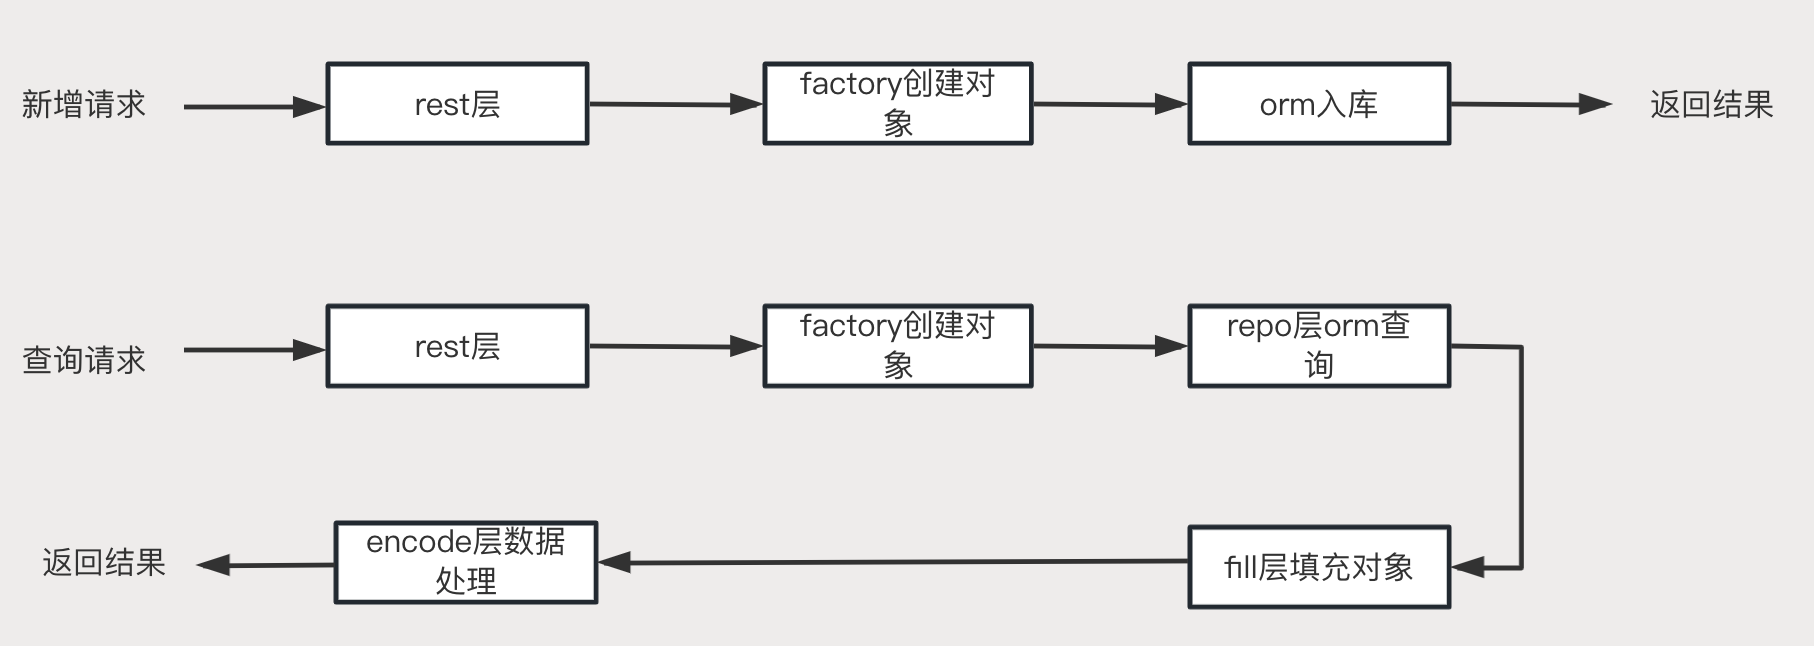 新增请求
rest层
factory创建对
象
orm入库
返回结果
查询请求
rest层
factory创建对
象
repo层orm查
询
fill层填充对象
encode层数据
处理
返回结果